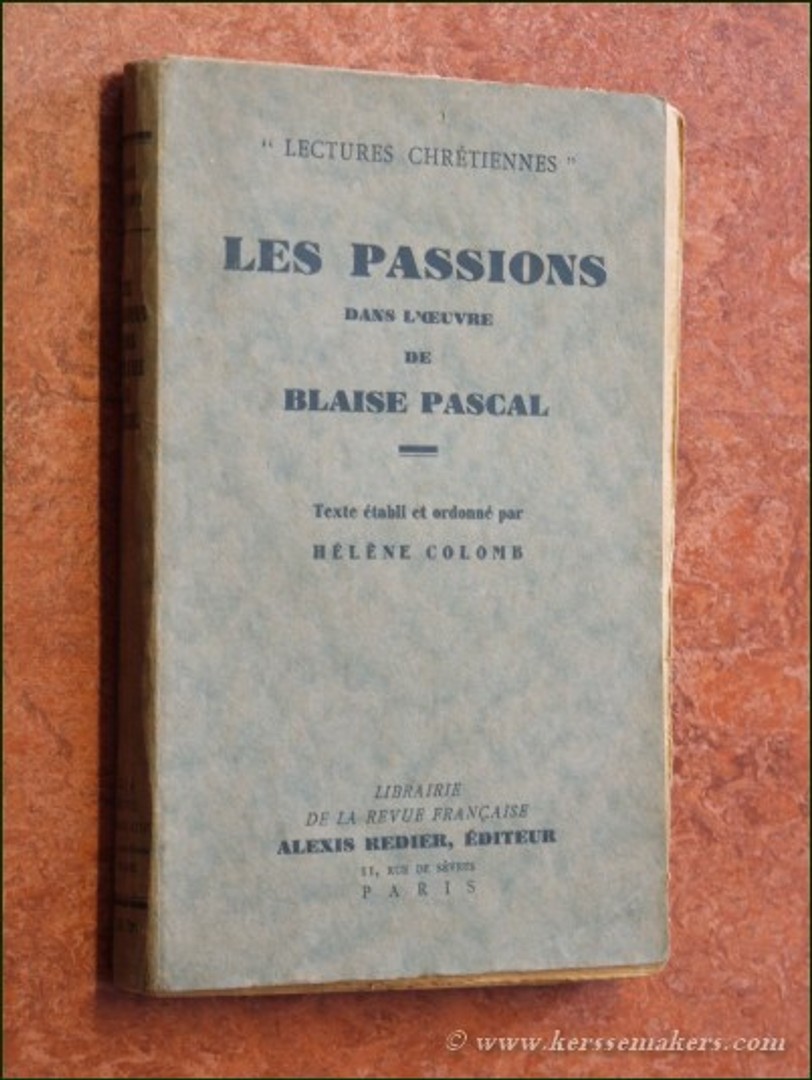 " LECTURES CHRÉTIENNES "
LES PASSIONS
DANS L'ŒUVRE
DE
BLAISE PASCAL
Texte établi et ordonné par
HÉLÈNE COLOMB
LIBRAIRIE
DE LA REVUE FRANÇAISE
ALEXIS REDIER, ÉDITEUR
11, RUE DE SÈVRES
PARIS
© www.kerssemakers.com